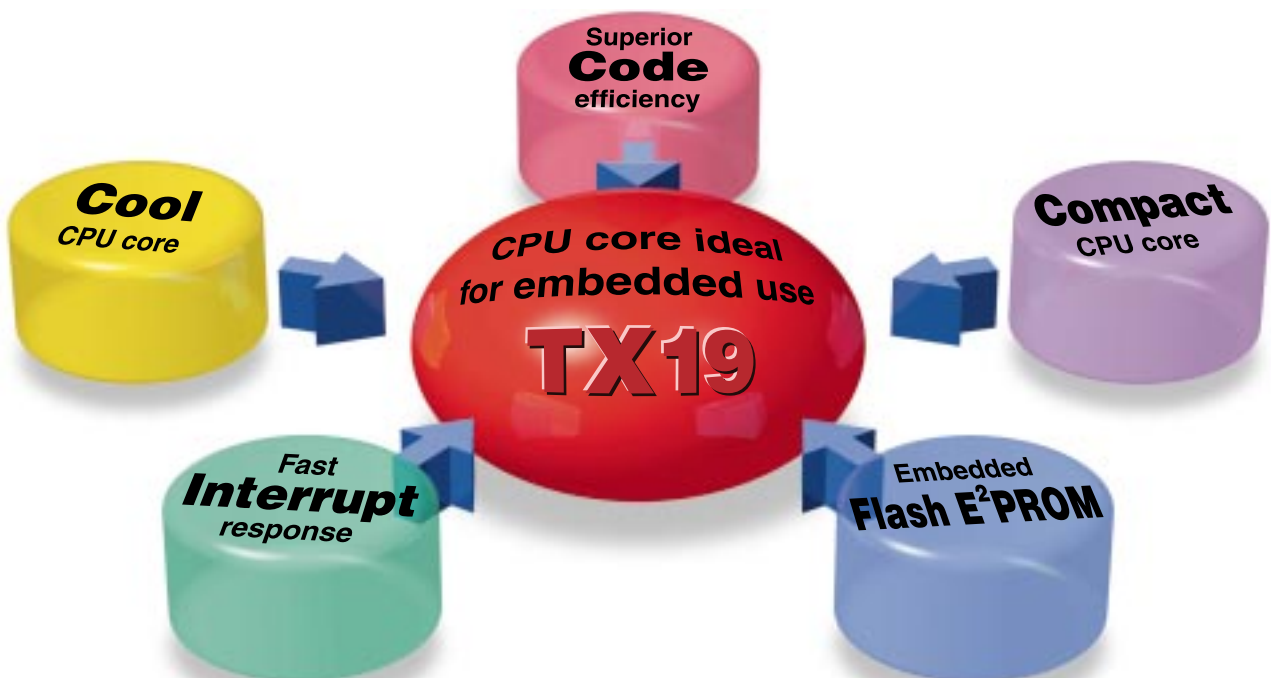 Superior
Code
efficiency
Cool
CPU core
Compact
CPU core
CPU core ideal
for embedded use
TX19
Fast
Interrupt
response
Embedded
Flash E²PROM